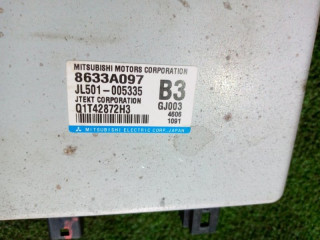 MITSUBISHI MOTORS CORPORATION
8633A097
JL501-005335
JTEKT CORPORATION
Q1T42872H3
B3
GJ003
4606
1091
MITSUBISHI ELECTRIC CORP. JAPAN